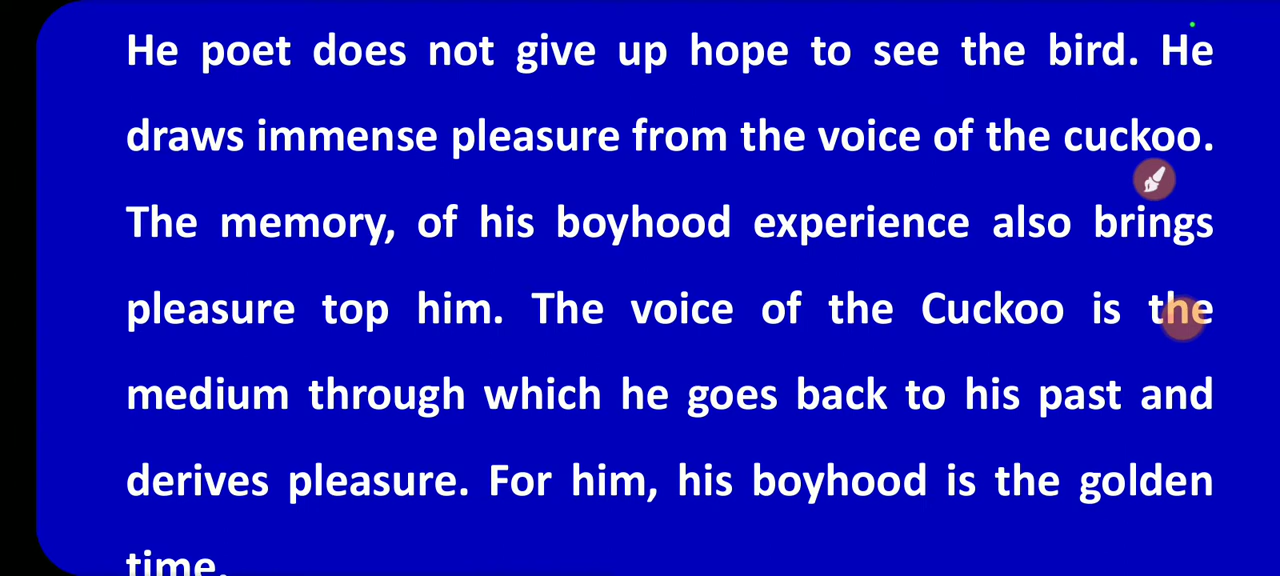 He poet does not give up hope to see the bird. He
draws immense pleasure from the voice of the cuckoo.
The memory, of his boyhood experience also brings
pleasure top him. The voice of the Cuckoo is the
medium through which he goes back to his past and
derives pleasure. For him, his boyhood is the golden
time.